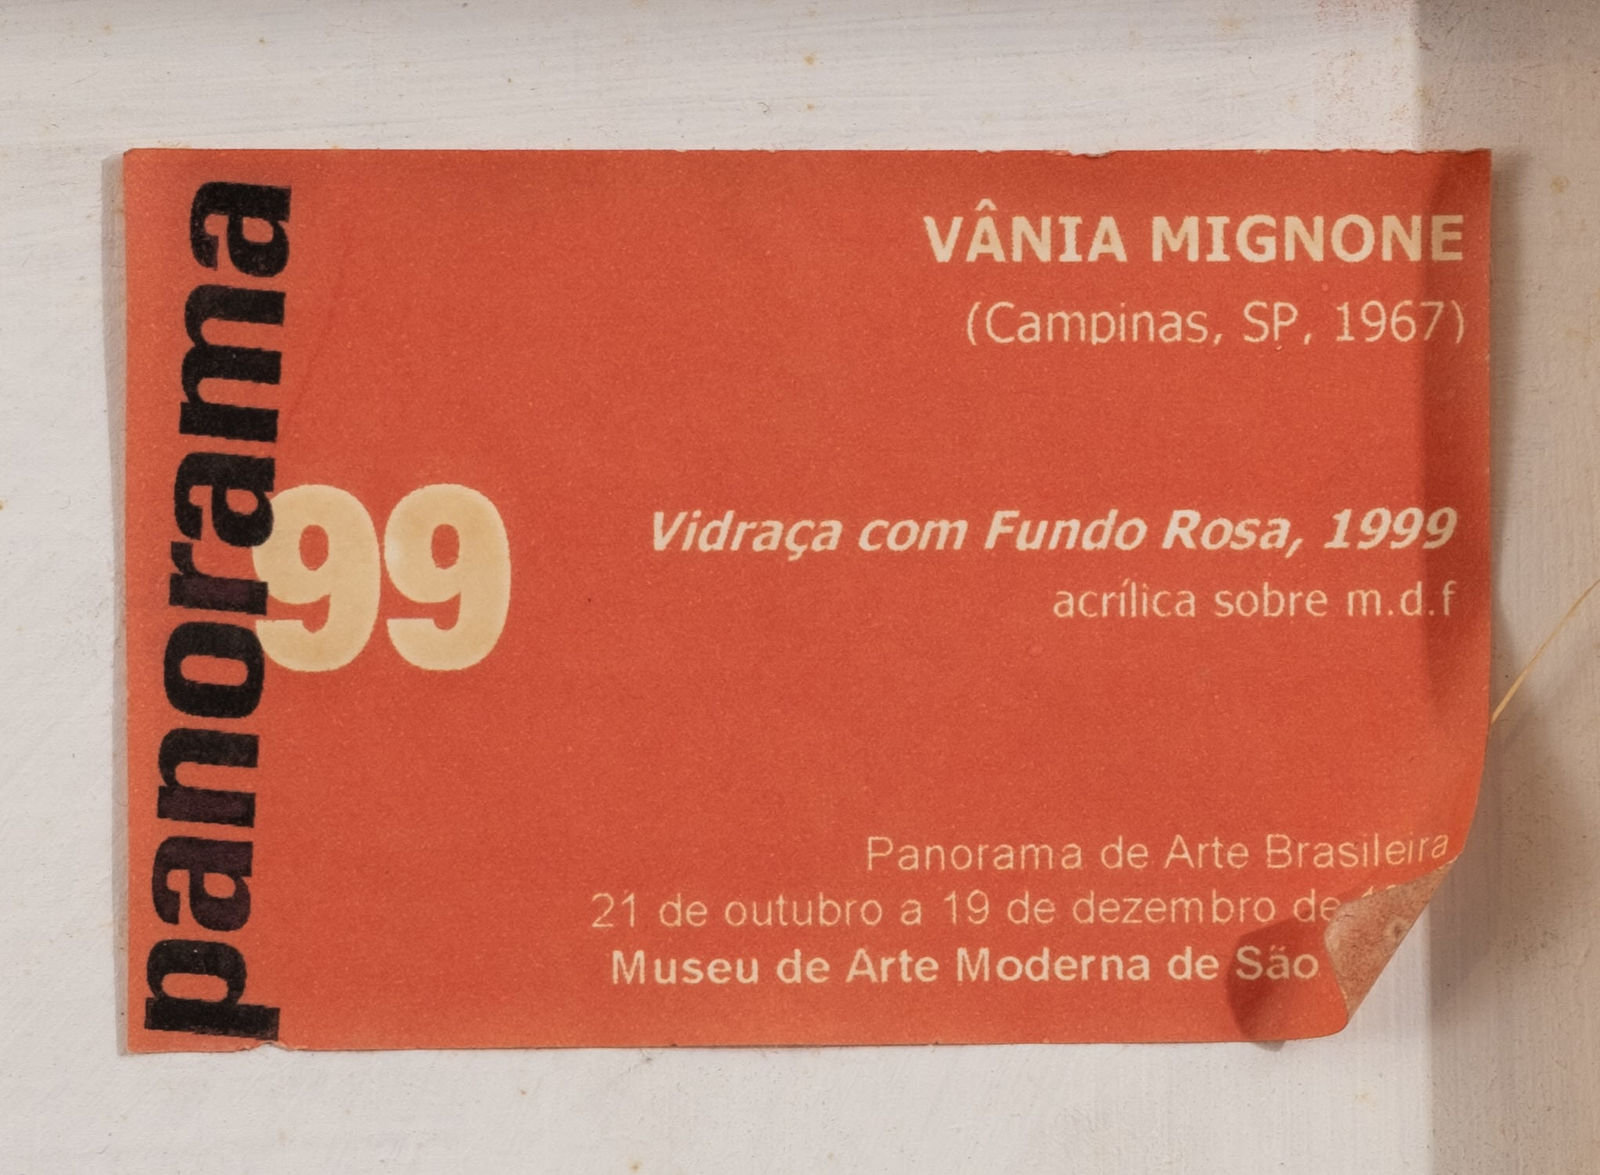 panorama
99
VÂNIA MIGNONE
(Campinas, SP, 1967)
Vidraça com Fundo Rosa, 1999
acrílica sobre m.d.f
Panorama de Arte Brasileira
21 de outubro a 19 de dezembro de
Museu de Arte Moderna de São